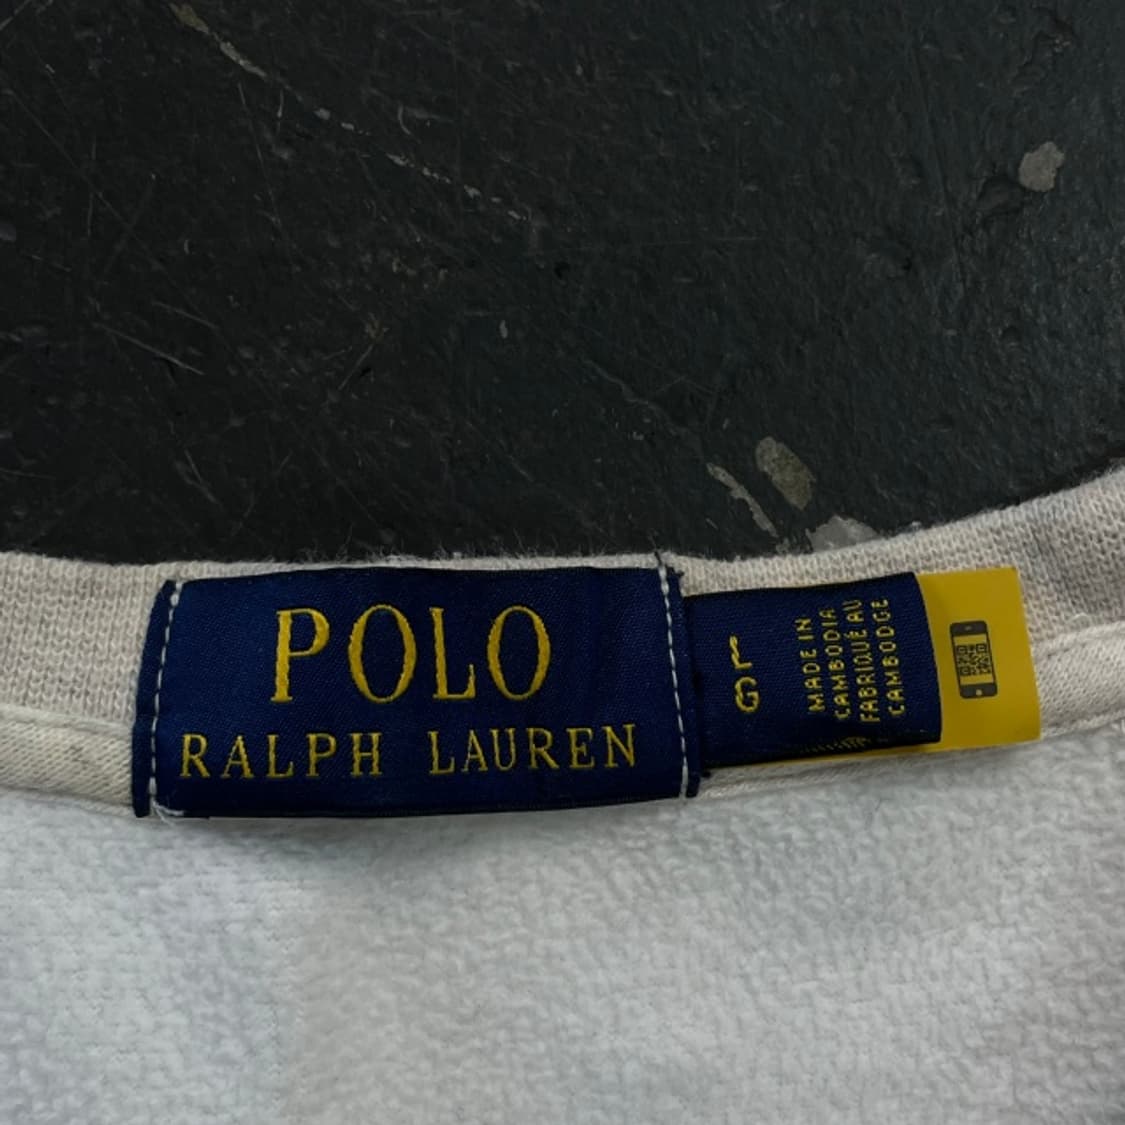 POLO
RALPH LAUREN
L
G
MADE IN
CAMBODIA
FABRIQUÉ AU
CAMBODGE